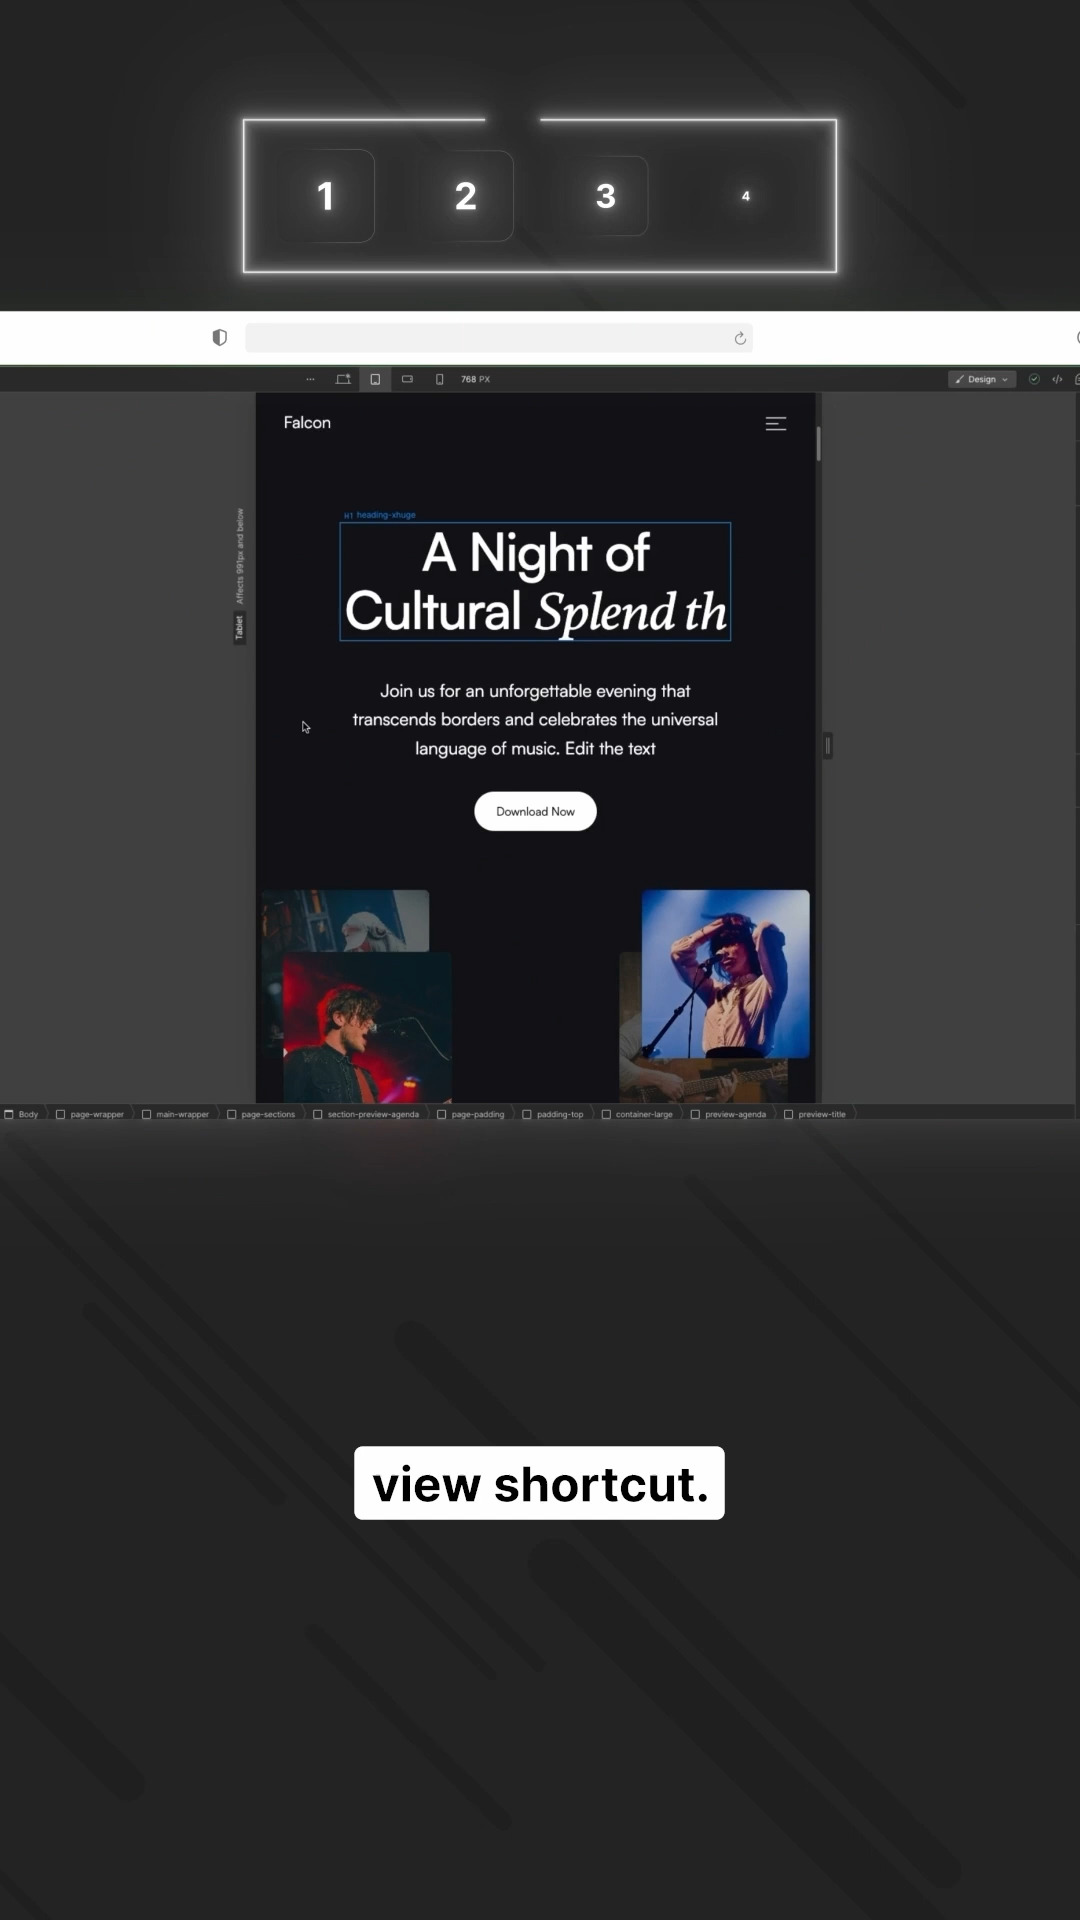 1 2 3 4
768 PX
Design
Falcon
Affects 991px and below
Tablet
H1 heading-xhuge
A Night of
Cultural Splend th
Join us for an unforgettable evening that
transcends borders and celebrates the universal
language of music. Edit the text
Download Now
Body page-wrapper main-wrapper page-sections section-preview-agenda page-padding padding-top container-large preview-agenda preview-title
view shortcut.